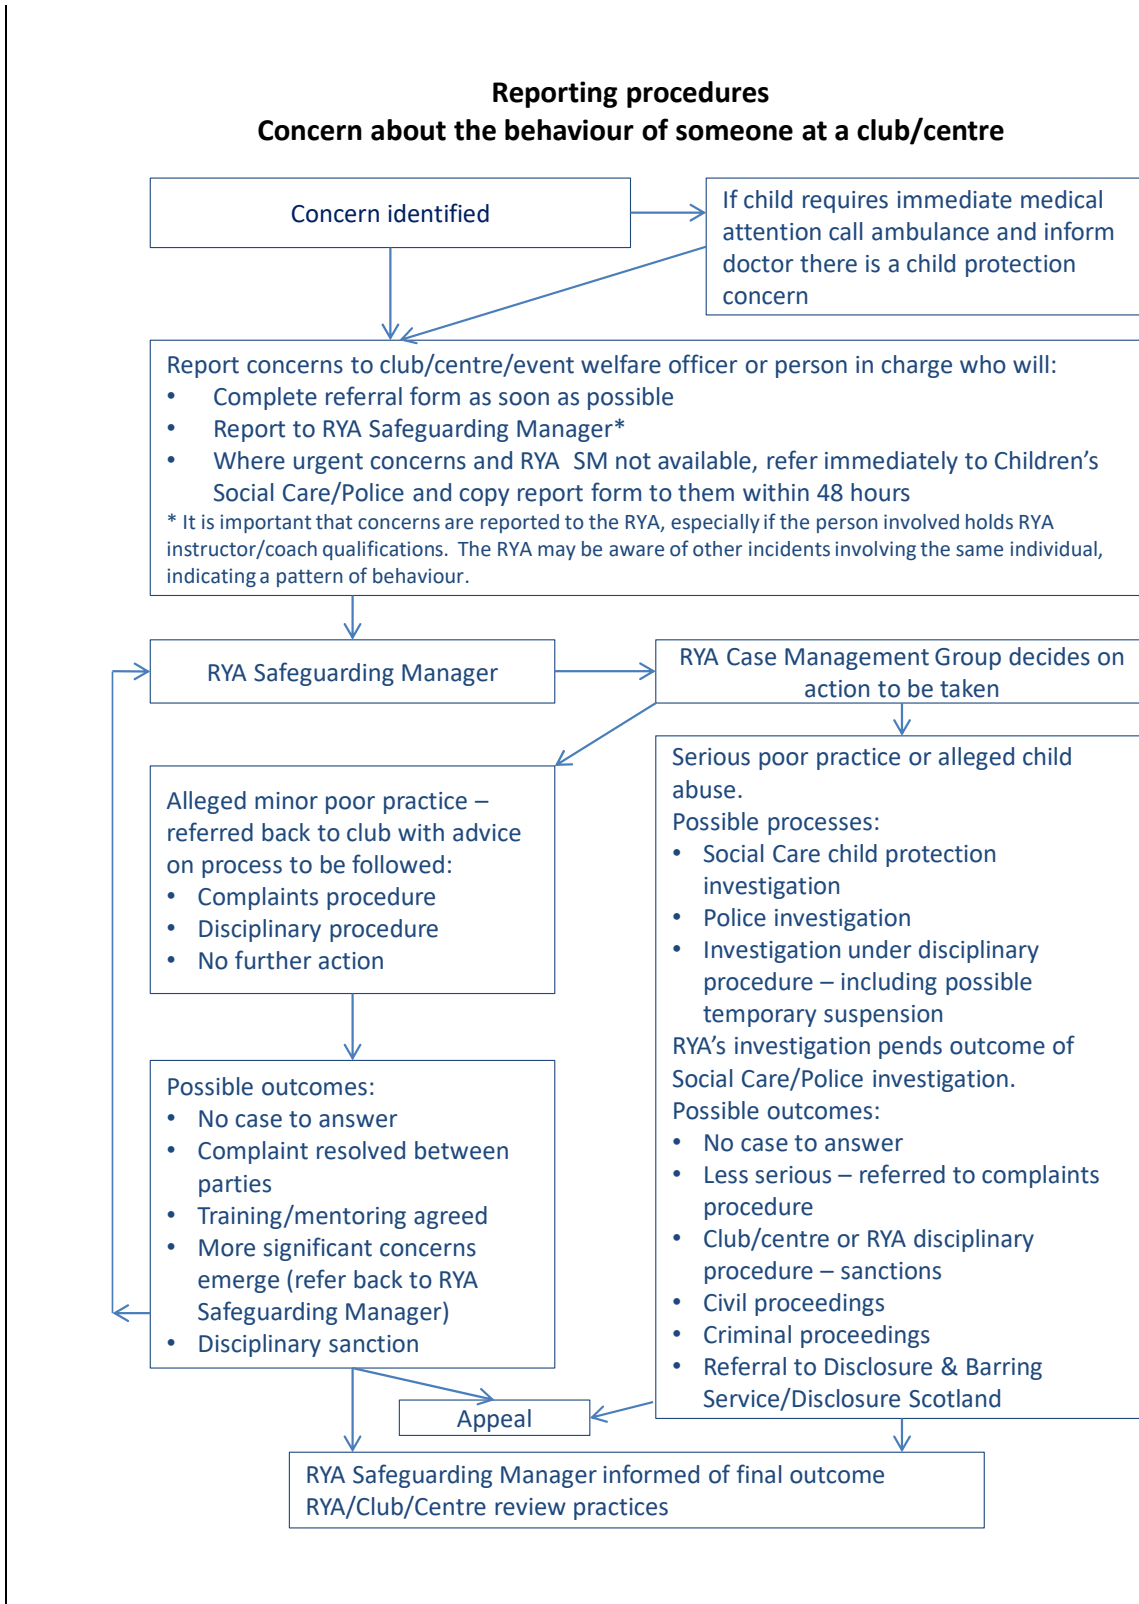 Reporting procedures
Concern about the behaviour of someone at a club/centre
Concern identified
If child requires immediate medical
attention call ambulance and inform
doctor there is a child protection
concern
Report concerns to club/centre/event welfare officer or person in charge who will:
• Complete referral form as soon as possible
• Report to RYA Safeguarding Manager*
• Where urgent concerns and RYA SM not available, refer immediately to Children's
Social Care/Police and copy report form to them within 48 hours
* It is important that concerns are reported to the RYA, especially if the person involved holds RYA
instructor/coach qualifications. The RYA may be aware of other incidents involving the same individual,
indicating a pattern of behaviour.
RYA Safeguarding Manager
RYA Case Management Group decides on
action to be taken
Alleged minor poor practice –
referred back to club with advice
on process to be followed:
• Complaints procedure
• Disciplinary procedure
• No further action
Serious poor practice or alleged child
abuse.
Possible processes:
• Social Care child protection
investigation
• Police investigation
• Investigation under disciplinary
procedure – including possible
temporary suspension
RYA's investigation pends outcome of
Social Care/Police investigation.
Possible outcomes:
• No case to answer
• Less serious – referred to complaints
procedure
• Club/centre or RYA disciplinary
procedure – sanctions
• Civil proceedings
• Criminal proceedings
• Referral to Disclosure & Barring
Service/Disclosure Scotland
Possible outcomes:
• No case to answer
• Complaint resolved between
parties
• Training/mentoring agreed
• More significant concerns
emerge (refer back to RYA
Safeguarding Manager)
• Disciplinary sanction
Appeal
RYA Safeguarding Manager informed of final outcome
RYA/Club/Centre review practices